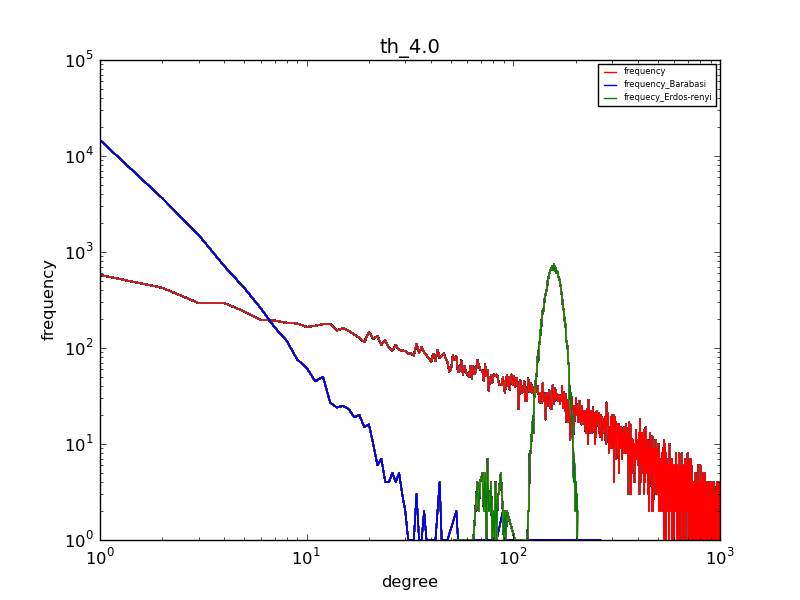 th_4.0
10^5
10^4
10^3
10^2
10^1
10^0
frequency
frequency
frequency_Barabasi
frequecy_Erdos-renyi
10^0 10^1 10^2 10^3
degree